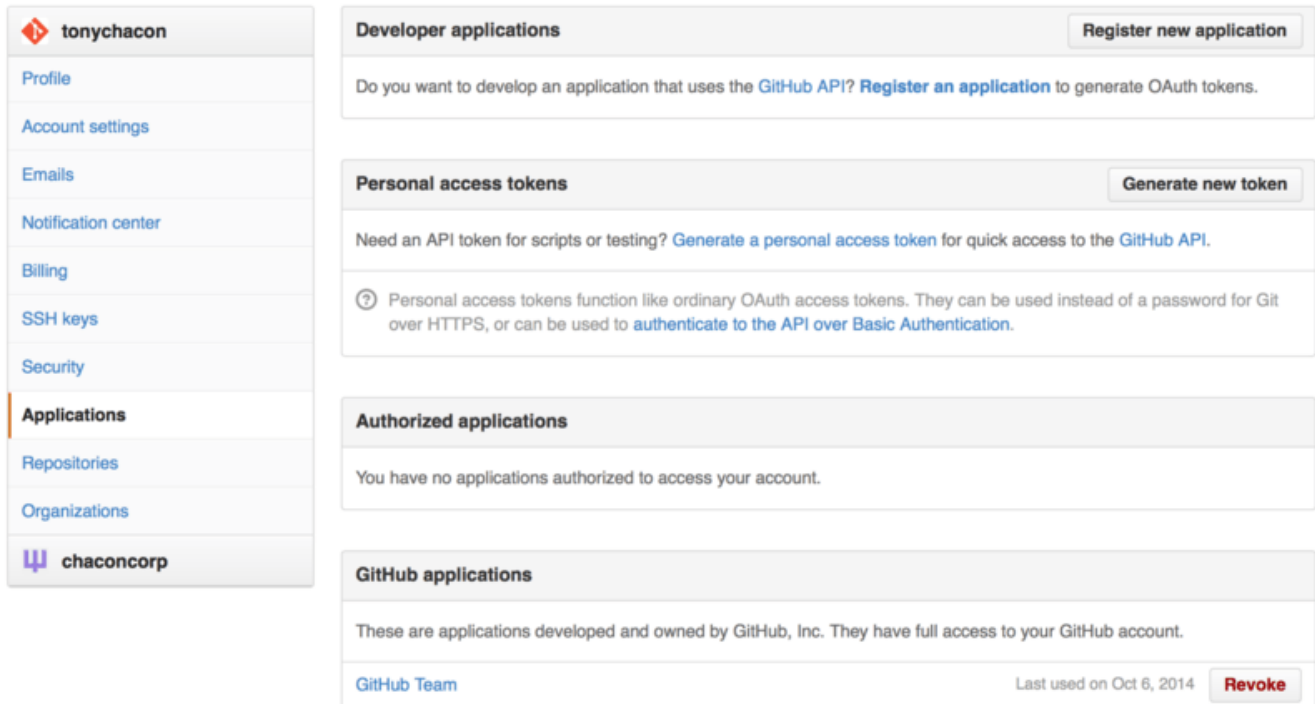 tonychacon
Profile
Account settings
Emails
Notification center
Billing
SSH keys
Security
Applications
Repositories
Organizations
chaconcorp
Developer applications
Register new application
Do you want to develop an application that uses the GitHub API? Register an application to generate OAuth tokens.
Personal access tokens
Generate new token
Need an API token for scripts or testing? Generate a personal access token for quick access to the GitHub API.
Personal access tokens function like ordinary OAuth access tokens. They can be used instead of a password for Git
over HTTPS, or can be used to authenticate to the API over Basic Authentication.
Authorized applications
You have no applications authorized to access your account.
GitHub applications
These are applications developed and owned by GitHub, Inc. They have full access to your GitHub account.
GitHub Team
Last used on Oct 6, 2014
Revoke